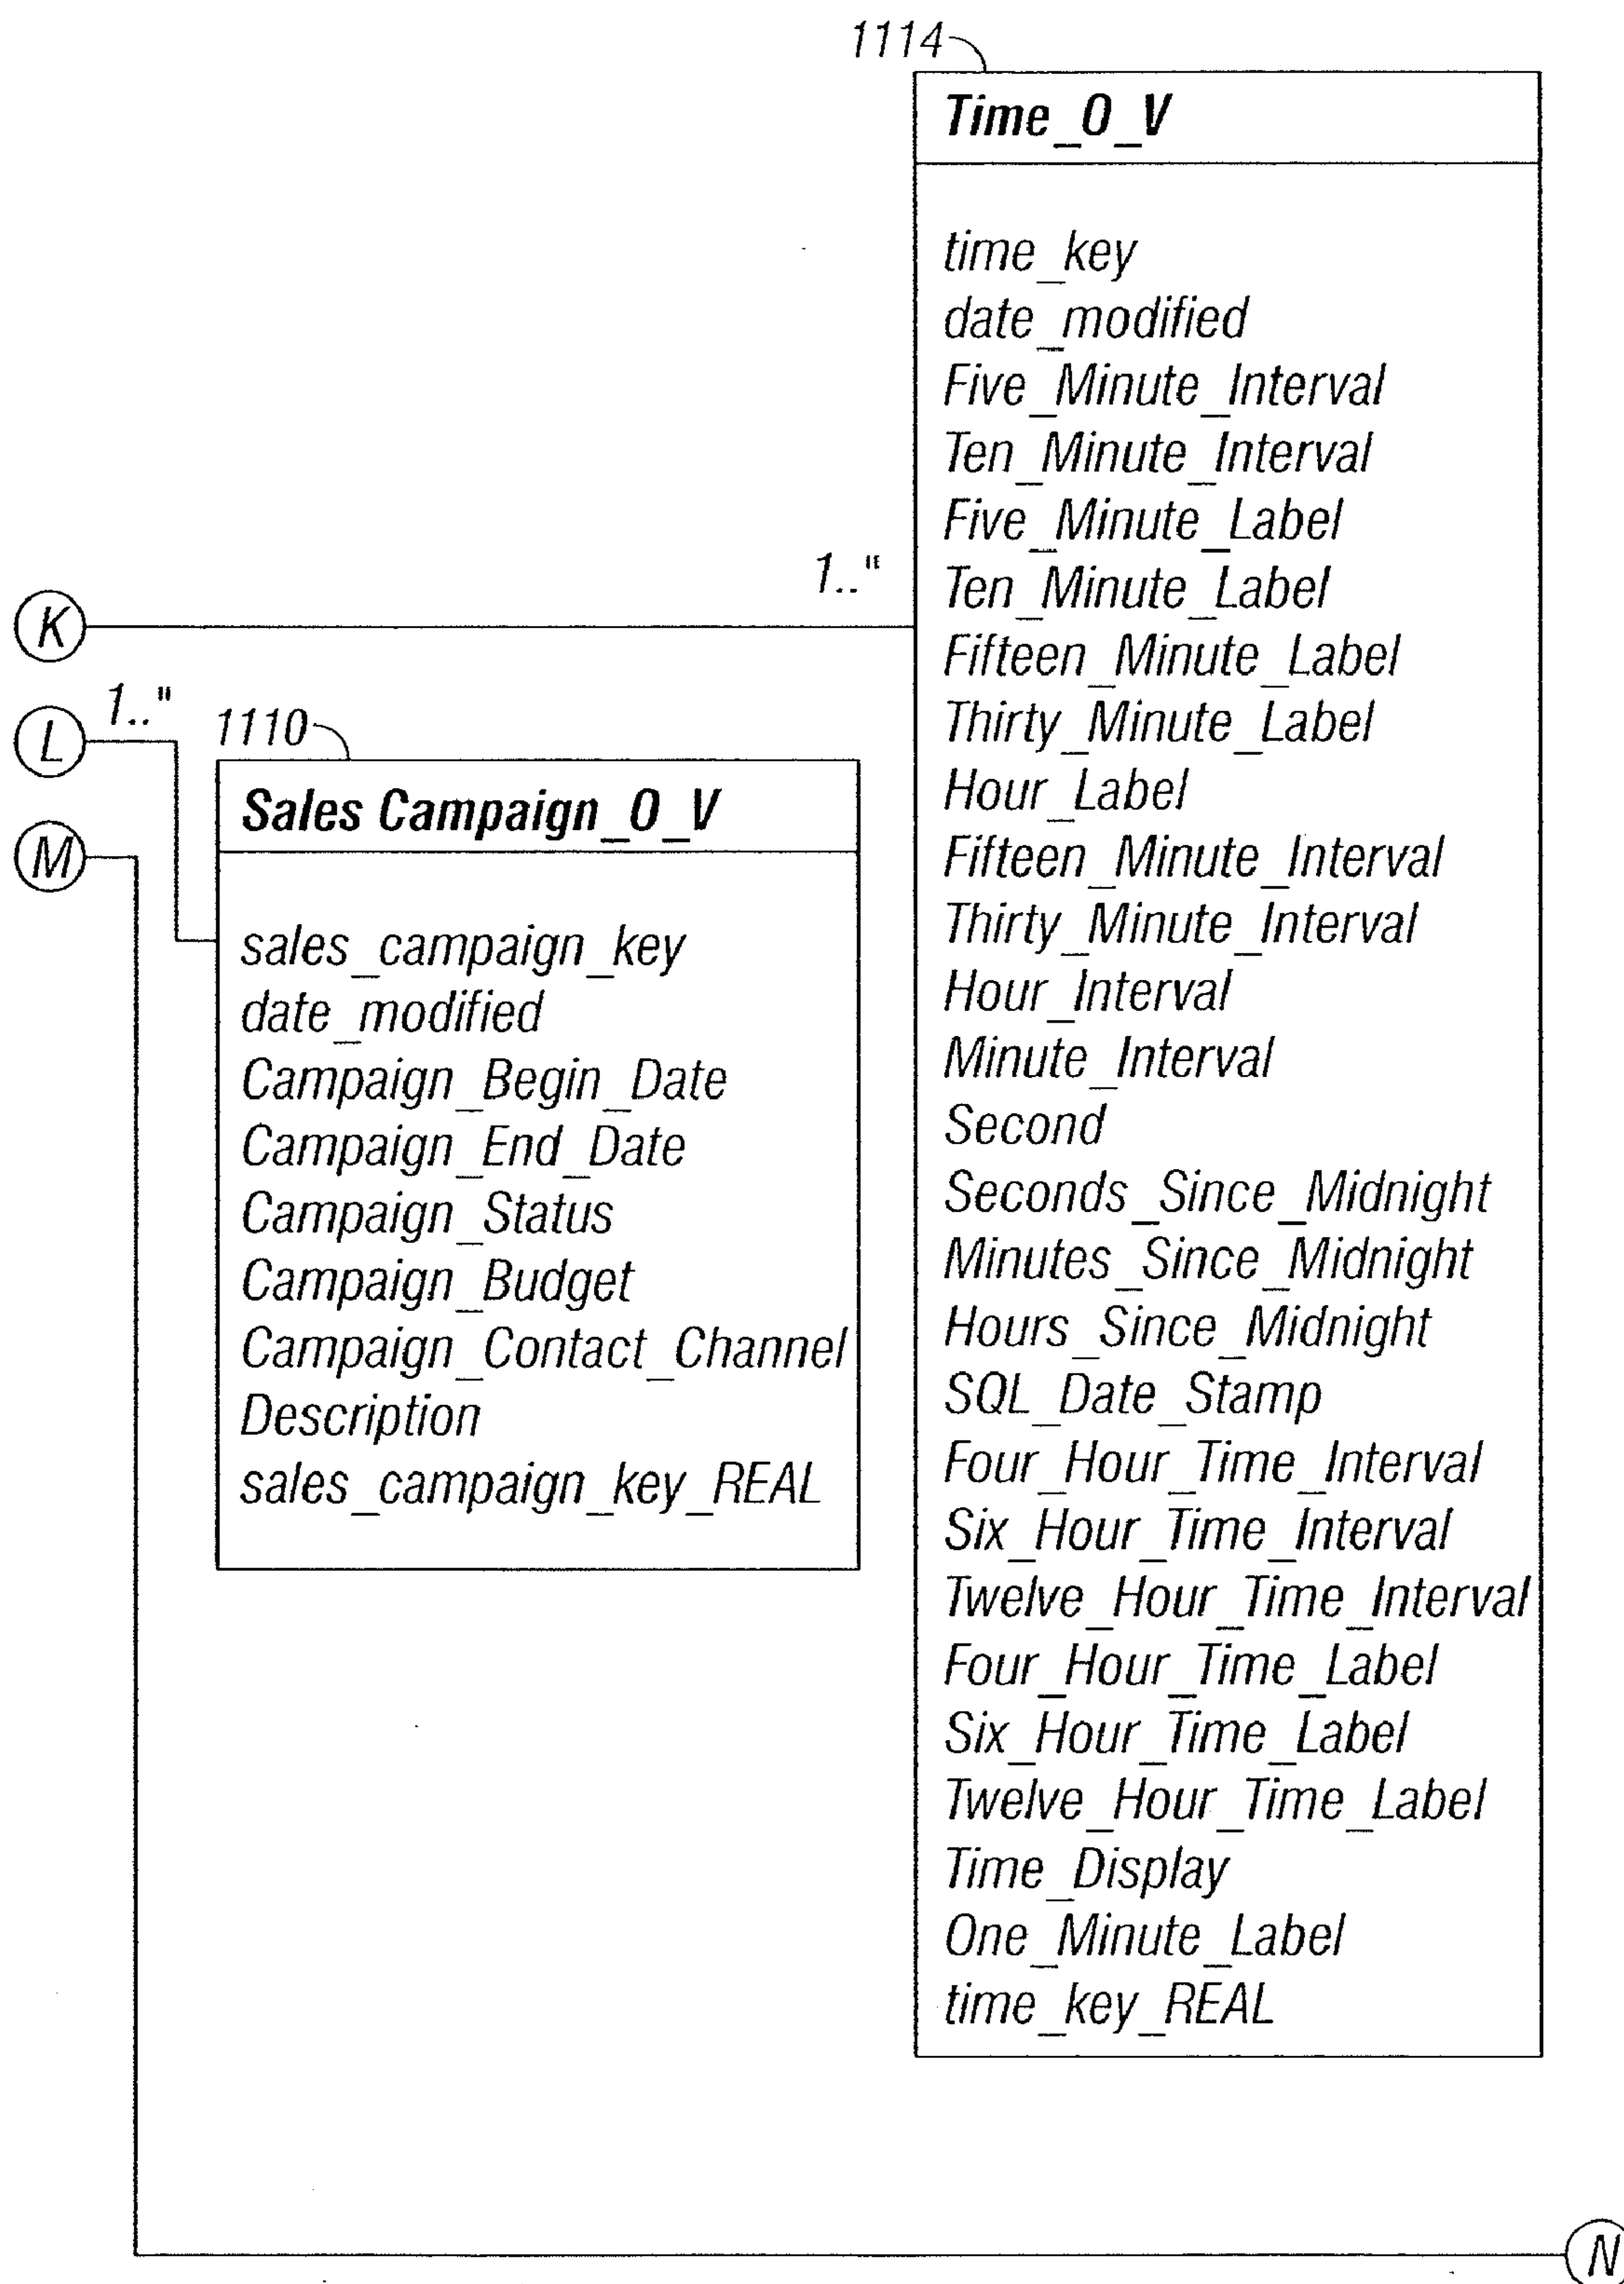 1114
Time_O_V
time_key
date_modified
Five_Minute_Interval
Ten_Minute_Interval
Five_Minute_Label
Ten_Minute_Label
Fifteen_Minute_Label
Thirty_Minute_Label
Hour_Label
Fifteen_Minute_Interval
Thirty_Minute_Interval
Hour_Interval
Minute_Interval
Second
Seconds_Since_Midnight
Minutes_Since_Midnight
Hours_Since_Midnight
SQL_Date_Stamp
Four_Hour_Time_Interval
Six_Hour_Time_Interval
Twelve_Hour_Time_Interval
Four_Hour_Time_Label
Six_Hour_Time_Label
Twelve_Hour_Time_Label
Time_Display
One_Minute_Label
time_key_REAL
1.."
K
L
1.."
M
1110
Sales Campaign_O_V
sales_campaign_key
date_modified
Campaign_Begin_Date
Campaign_End_Date
Campaign_Status
Campaign_Budget
Campaign_Contact_Channel
Description
sales_campaign_key_REAL
N